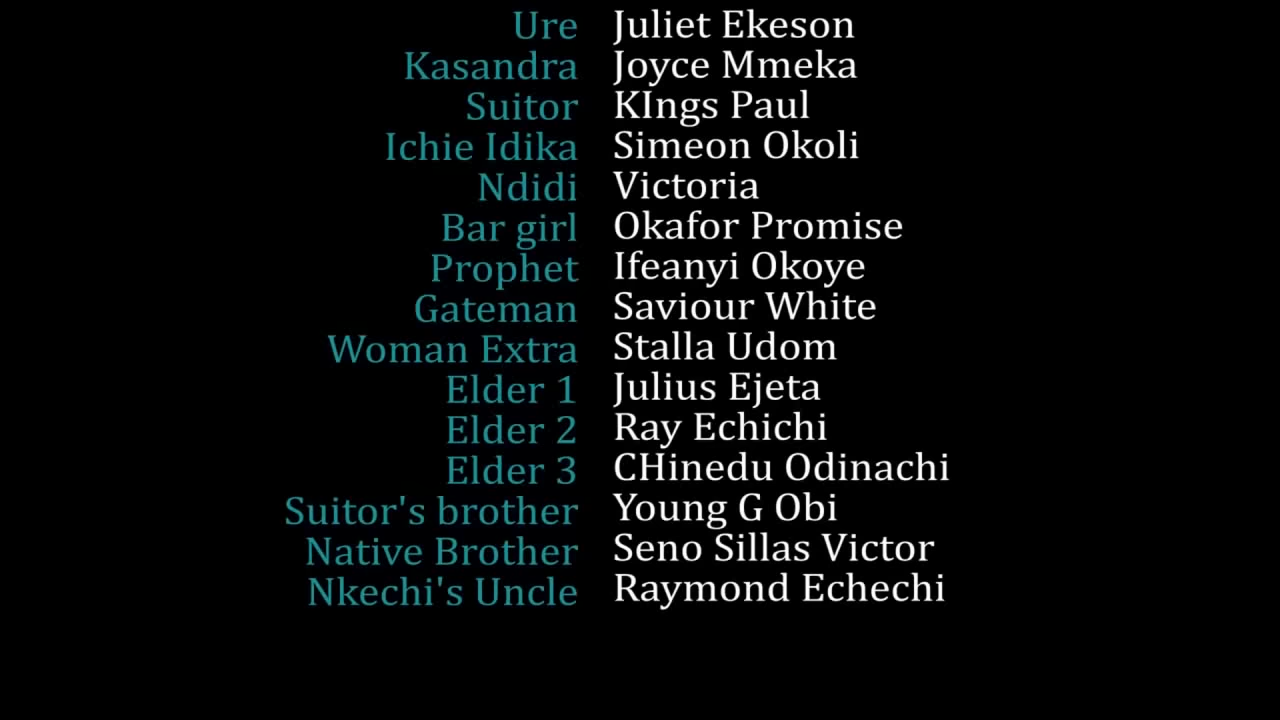 Ure Juliet Ekeson
Kasandra Joyce Mmeka
Suitor KIngs Paul
Ichie Idika Simeon Okoli
Ndidi Victoria
Bar girl Okafor Promise
Prophet Ifeanyi Okoye
Gateman Saviour White
Woman Extra Stalla Udom
Elder 1 Julius Ejeta
Elder 2 Ray Echichi
Elder 3 CHinedu Odinachi
Suitor's brother Young G Obi
Native Brother Seno Sillas Victor
Nkechi's Uncle Raymond Echechi